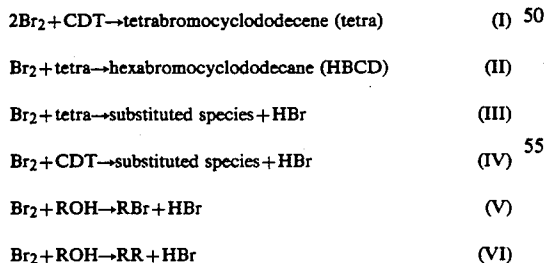 2Br₂+CDT→tetrabromocyclododecene (tetra) (I) 50
Br₂+tetra→hexabromocyclododecane (HBCD) (II)
Br₂+tetra→substituted species+HBr (III)
Br₂+CDT→substituted species+HBr (IV) 55
Br₂+ROH→RBr+HBr (V)
Br₂+ROH→RR+HBr (VI)